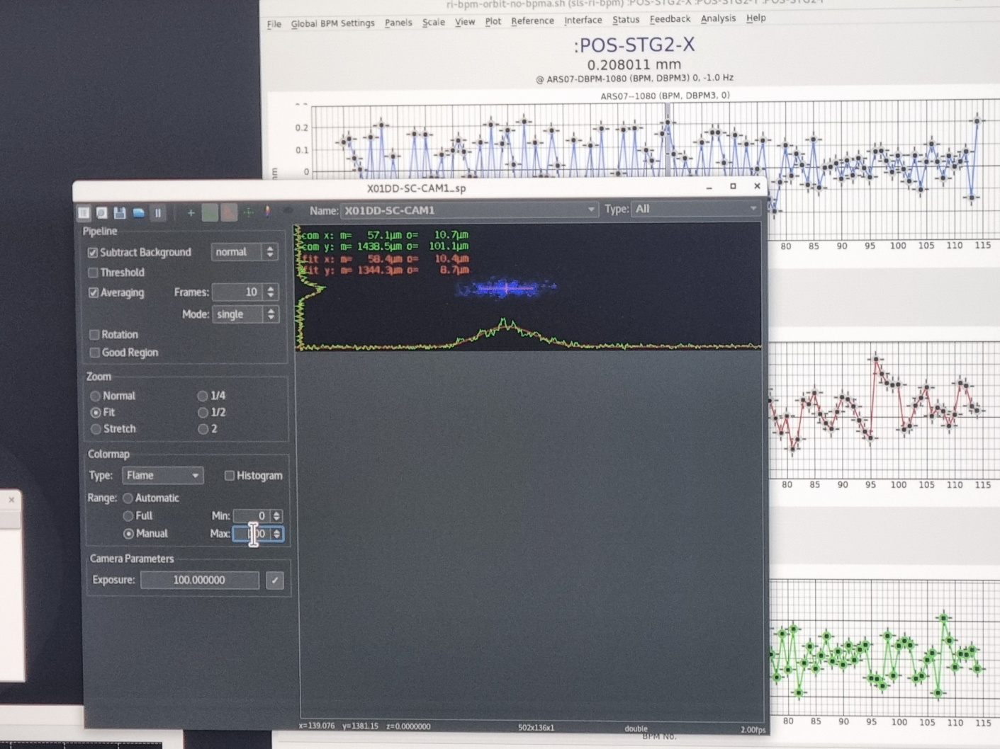 ri-bpm-orbit-no-bpma.sh (sls-ri-bpm) :POS-STG2-X :POS-STG2-Y :POS-STG2-I
File Global BPM Settings Panels Scale View Plot Reference Interface Status Feedback Analysis Help
:POS-STG2-X
0.208011 mm
@ ARS07-DBPM-1080 (BPM, DBPM3) 0, -1.0 Hz
ARS07--1080 (BPM, DBPM3, 0)
0.2
0.1
0
80 85 90 95 100 105 110 115
X01DD-SC-CAM1_sp
Name: X01DD-SC-CAM1 Type: All
Pipeline
Subtract Background normal
Threshold
Averaging Frames: 10
Mode: single
Rotation
Good Region
com x: m= 57.1µm σ= 10.7µm
com y: m= 1438.5µm σ= 101.1µm
fit x: m= 58.4µm σ= 10.4µm
fit y: m= 1344.3µm σ= 8.7µm
Zoom
Normal 1/4
Fit 1/2
Stretch 2
Colormap
Type: Flame Histogram
Range: Automatic
Full Min: 0
Manual Max:
Camera Parameters
Exposure: 100.000000
80 85 90 95 100 105 110 115
x=139.076 y=1381.15 z=0.0000000 502x136x1 double 2.00fps
80 85 90 95 100 105 110 115
BPM No.